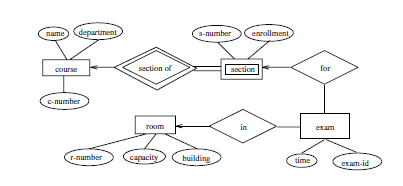 name
department
s-number
enrollment
course
section of
section
for
c-number
room
in
exam
r-number
capacity
building
time
exam-id